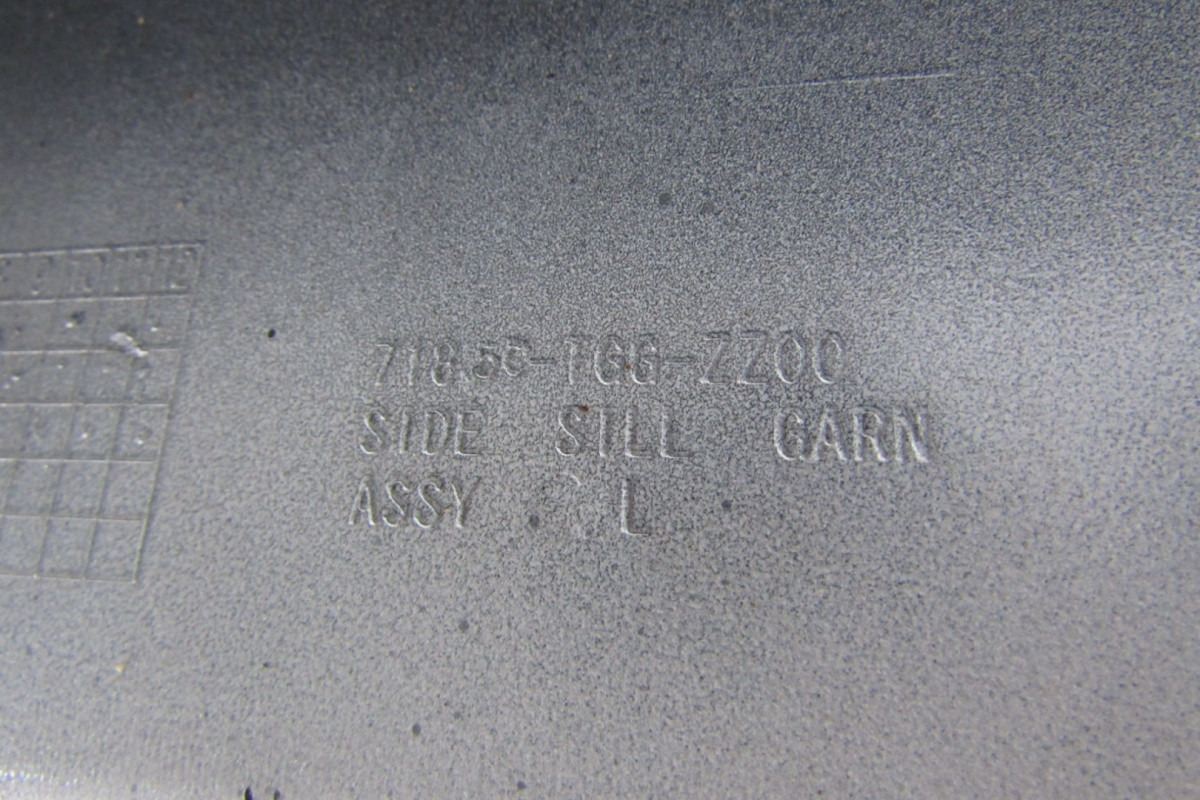 71850-TGG-ZZ00
SIDE SILL GARN
ASSY L